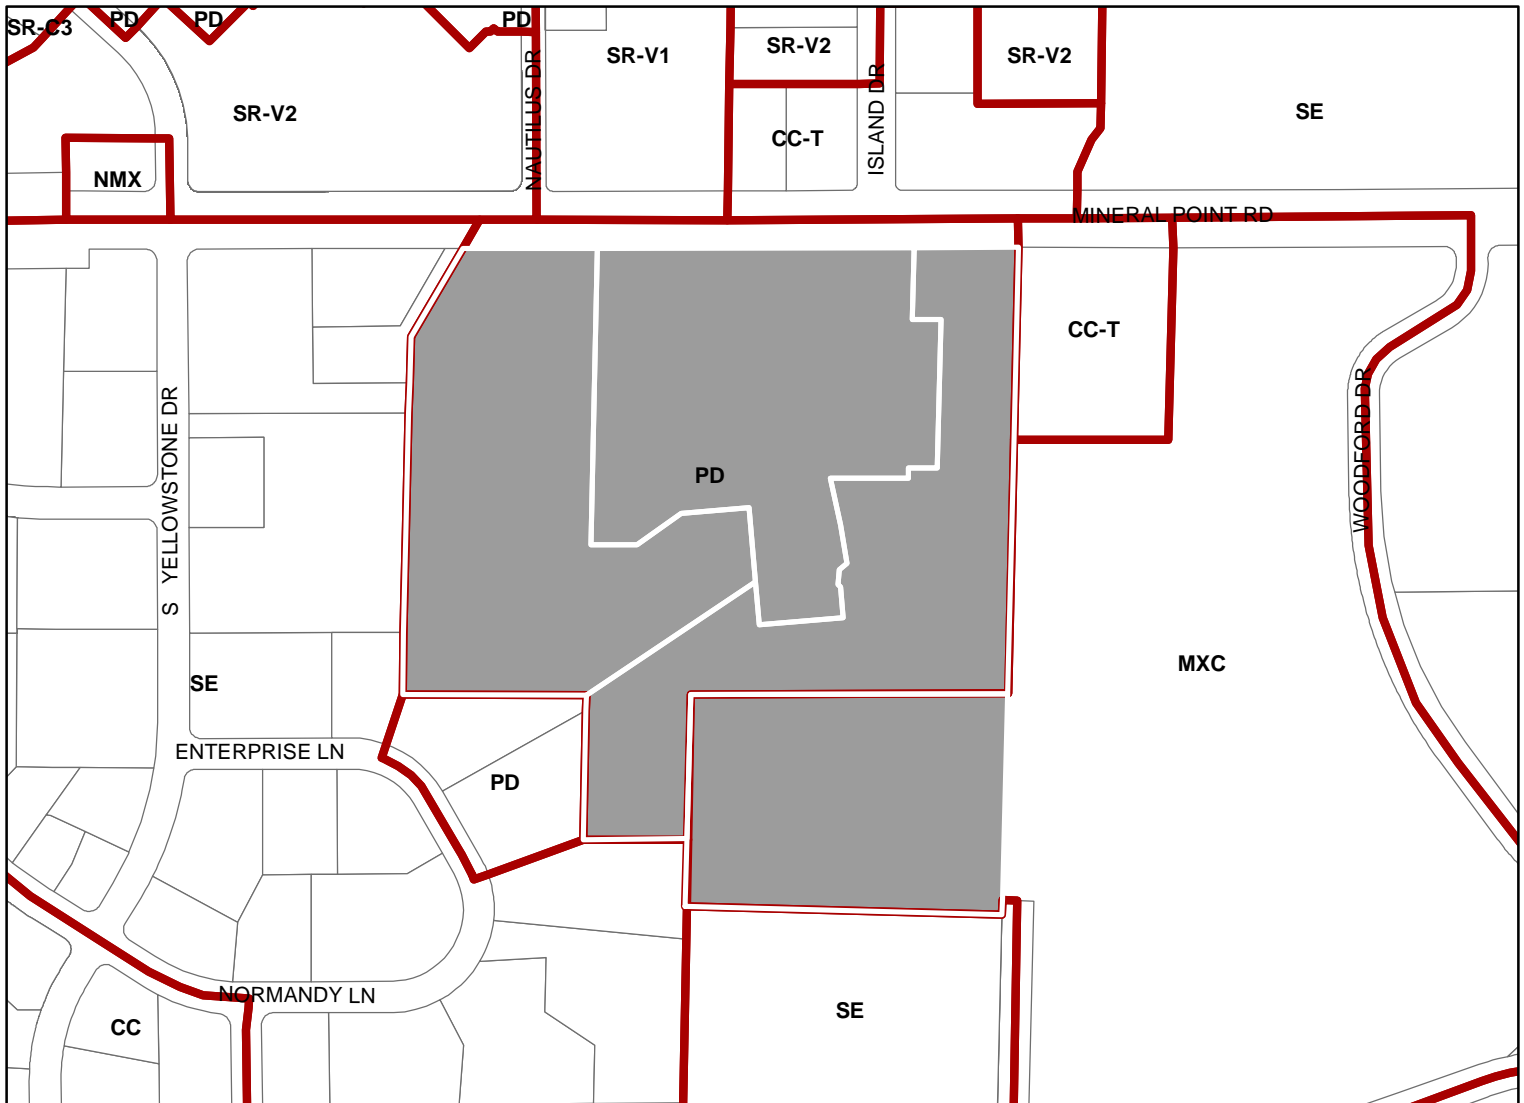 SR-C3
PD
PD
PD
SR-V1
SR-V2
SR-V2
SR-V2
SE
NAUTILUS DR
ISLAND DR
CC-T
NMX
MINERAL POINT RD
CC-T
S YELLOWSTONE DR
WOODFORD DR
PD
MXC
SE
ENTERPRISE LN
PD
NORMANDY LN
SE
CC